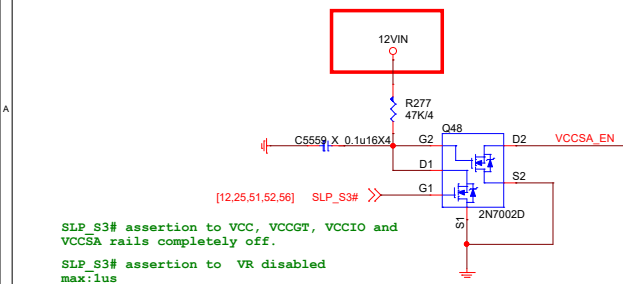 12VIN
A
R277
47K/4
Q48
C5559 X_0.1u16X4
G2
D2
VCCSA_EN
D1
S2
[12,25,51,52,56]
SLP_S3#
G1
2N7002D
S1
SLP_S3# assertion to VCC, VCCGT, VCCIO and
VCCSA rails completely off.
SLP_S3# assertion to  VR disabled
max:1us